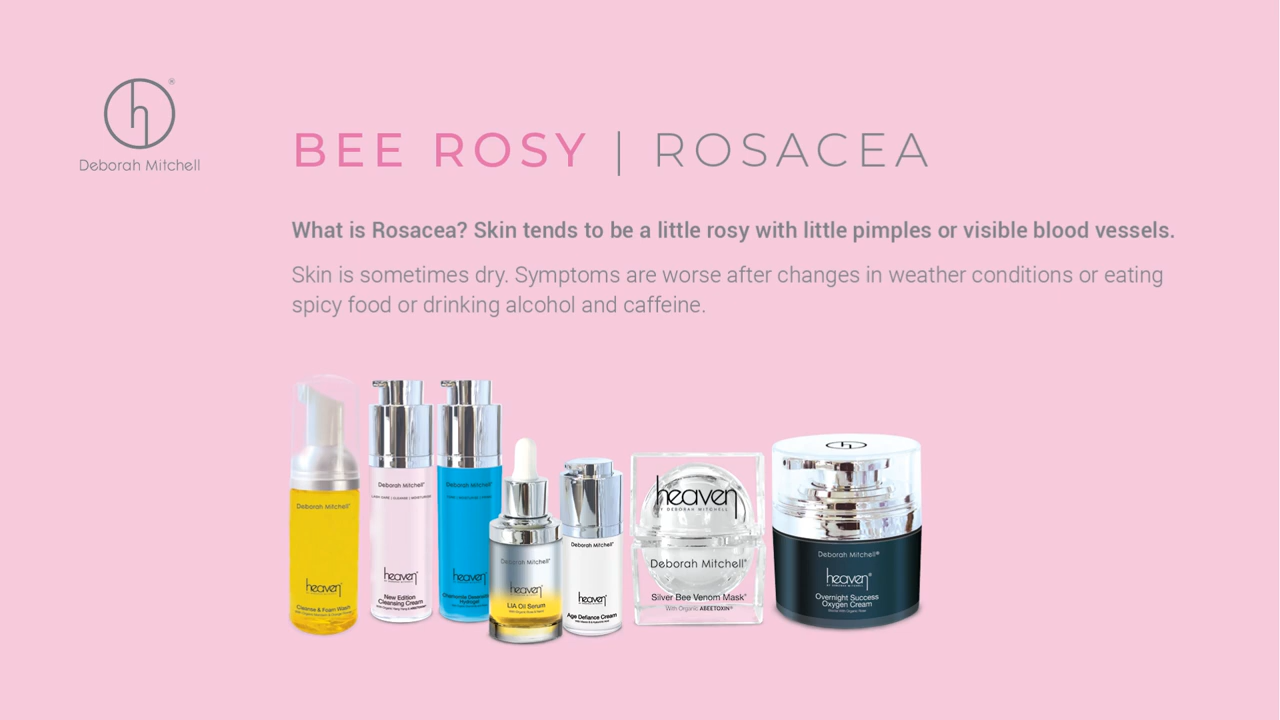 h®
Deborah Mitchell
BEE ROSY | ROSACEA
What is Rosacea? Skin tends to be a little rosy with little pimples or visible blood vessels.
Skin is sometimes dry. Symptoms are worse after changes in weather conditions or eating
spicy food or drinking alcohol and caffeine.
Deborah Mitchell®
heaven®
Cleanse & Foam Wash
Deborah Mitchell®
heaven®
New Edition
Cleansing Cream
Deborah Mitchell®
heaven
Hydrogel
Deborah Mitchell®
heaven®
LIA Oil Serum
Deborah Mitchell®
heaven®
Age Defiance Cream
heaven
BY DEBORAH MITCHELL
Deborah Mitchell®
Silver Bee Venom Mask®
With Organic ABEETOXIN®
h
Deborah Mitchell®
heaven®
BY DEBORAH MITCHELL
Overnight Success
Oxygen Cream